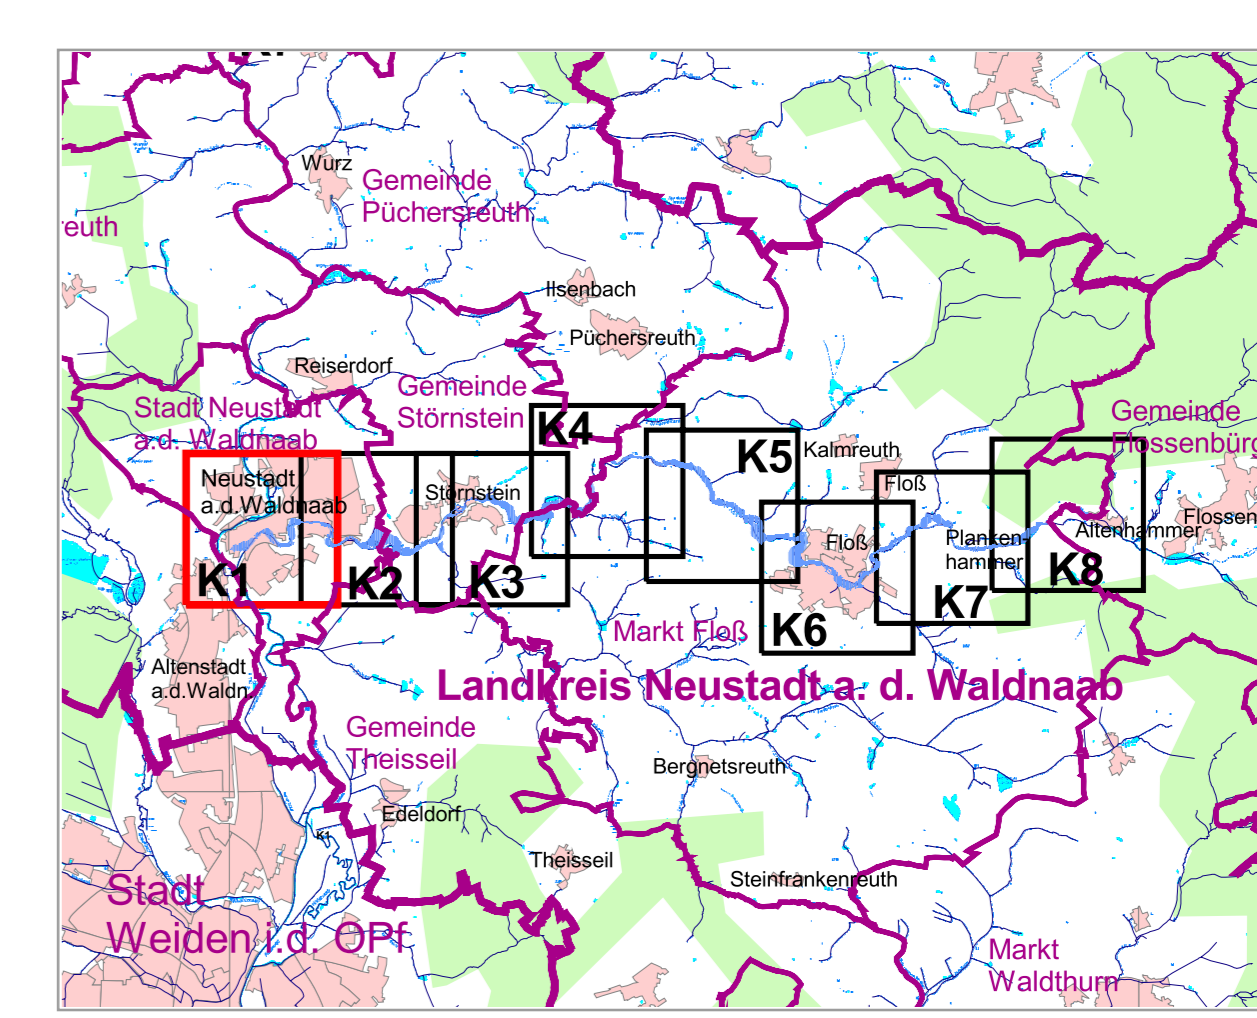 Wurz
Gemeinde
Püchersreuth
reuth
Ilsenbach
Püchersreuth
Reiserdorf
Gemeinde
Störnstein
Stadt Neustadt
a.d. Waldnaab
Gemeinde
Flossenbürg
K4
K5
Kalmreuth
Neustadt
a.d.Waldnaab
Störnstein
Floß
Flossen
Altenhammer
Floß
Planken-
hammer
K1
K2
K3
K8
K7
K6
Markt Floß
Altenstadt
a.d.Waldn
Landkreis Neustadt a. d. Waldnaab
Gemeinde
Theisseil
Bergnetsreuth
Edeldorf
K1
Theisseil
Steinfrankenreuth
Stadt
Weiden i.d. OPf
Markt
Waldthurn